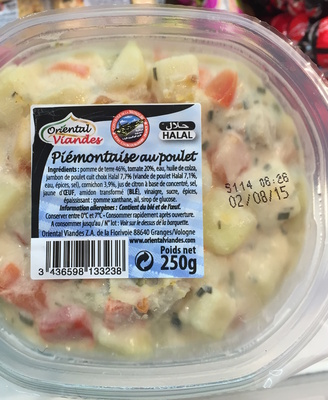 Oriental
Viandes
حلال
HALAL
Piémontaise au poulet
Ingrédients : pomme de terre 46%, tomate 20%, eau, huile de colza,
jambon de poulet cuit choix Halal 7,7% (viande de poulet Halal 7,1%,
eau, épices, sel), cornichon 3,9%, jus de citron à base de concentré, sel,
jaune d'ŒUF, amidon transformé (BLÉ), vinaigre, sucre, épices,
épaississant : gomme xanthane, ail, sirop de glucose.
Information allergènes : Contient du blé et de l'œuf.
Conserver entre 0°C et 7°C - Consommer rapidement après ouverture.
A consommer jusqu'au / N° lot : Voir sur le dessus de la barquette.
Oriental Viandes Z.A. de la Florivoie 88640 Granges/Vologne
www.orientalviandes.com
3 436598 133238
Poids net
250g
5114 06:26
02/08/15